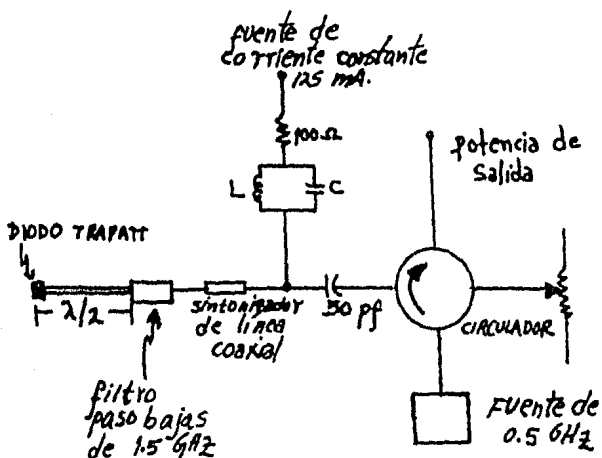 fuente de
corriente constante
125 mA.
100Ω
L
C
potencia de
salida
DIODO TRAPATT
λ/2
sintonizador
de linea
coaxial
50 pf
CIRCULADOR
filtro
paso bajas
de 1.5 GHZ
FUENTE DE
0.5 GHZ